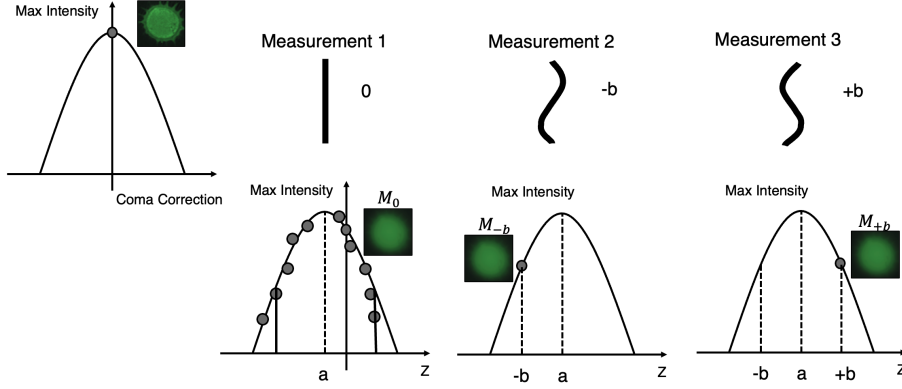 Max Intensity
Coma Correction
Measurement 1
0
Measurement 2
-b
Measurement 3
+b
Max Intensity
M₀
a
z
Max Intensity
M₋b
-b
a
z
Max Intensity
M₊b
-b
a
+b
z